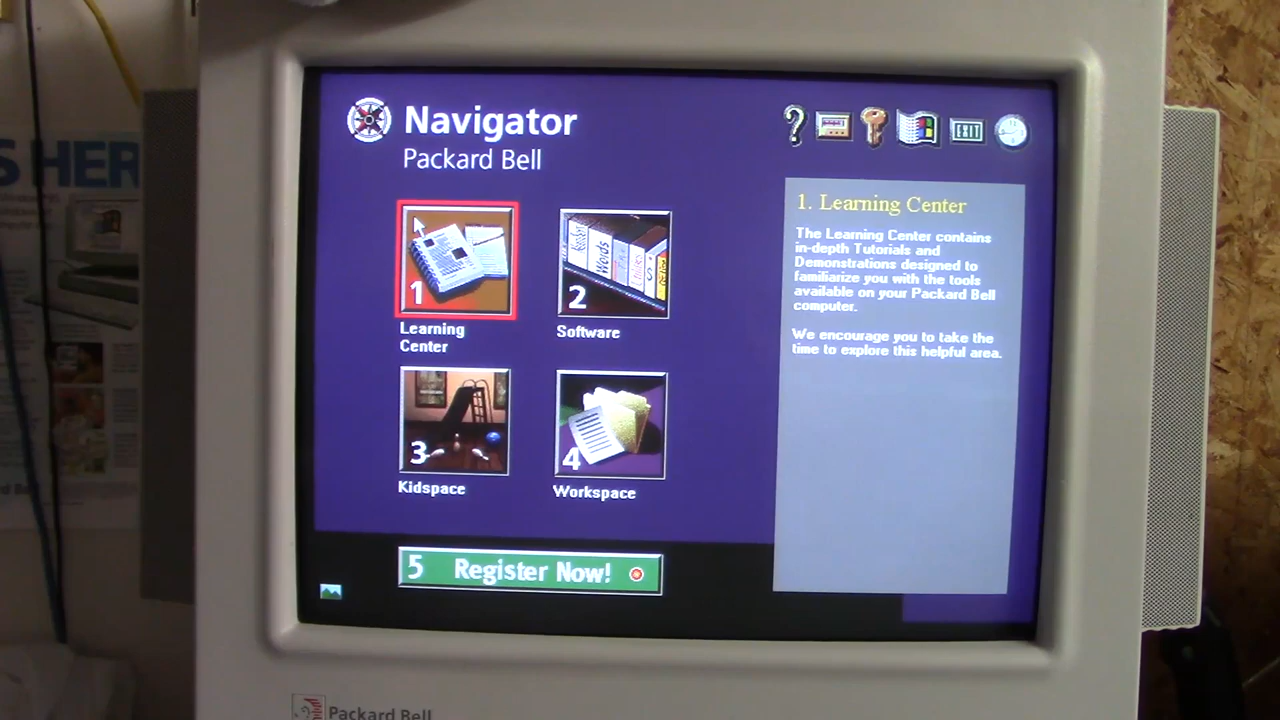 S HER
Navigator
Packard Bell
EXIT
1
Learning
Center
Words
2
Software
3
Kidspace
4
Workspace
5 Register Now!
1. Learning Center
The Learning Center contains
in-depth Tutorials and
Demonstrations designed to
familiarize you with the tools
available on your Packard Bell
computer.
We encourage you to take the
time to explore this helpful area.
Packard Bell